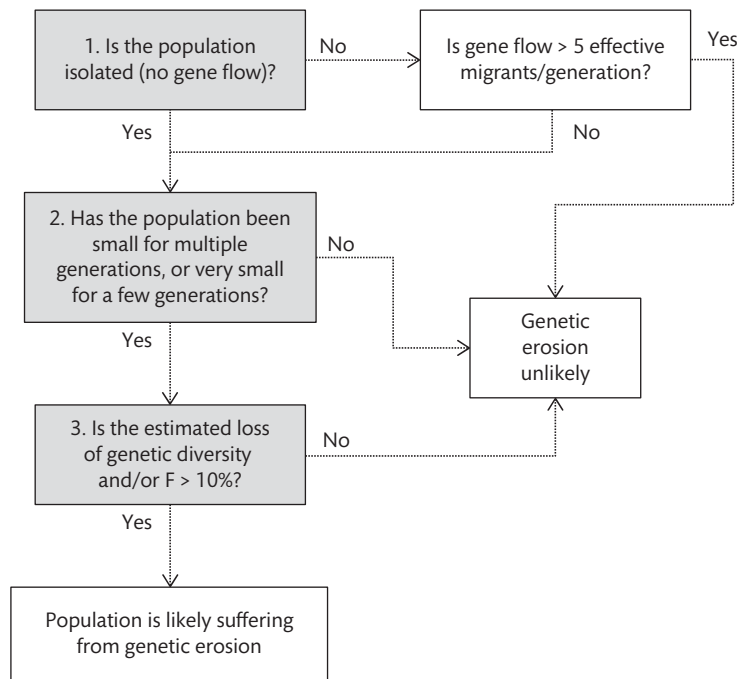 1. Is the population
isolated (no gene flow)?
No
Is gene flow > 5 effective
migrants/generation?
Yes
Yes
No
2. Has the population been
small for multiple
generations, or very small
for a few generations?
No
Genetic
erosion
unlikely
Yes
3. Is the estimated loss
of genetic diversity
and/or F > 10%?
No
Yes
Population is likely suffering
from genetic erosion